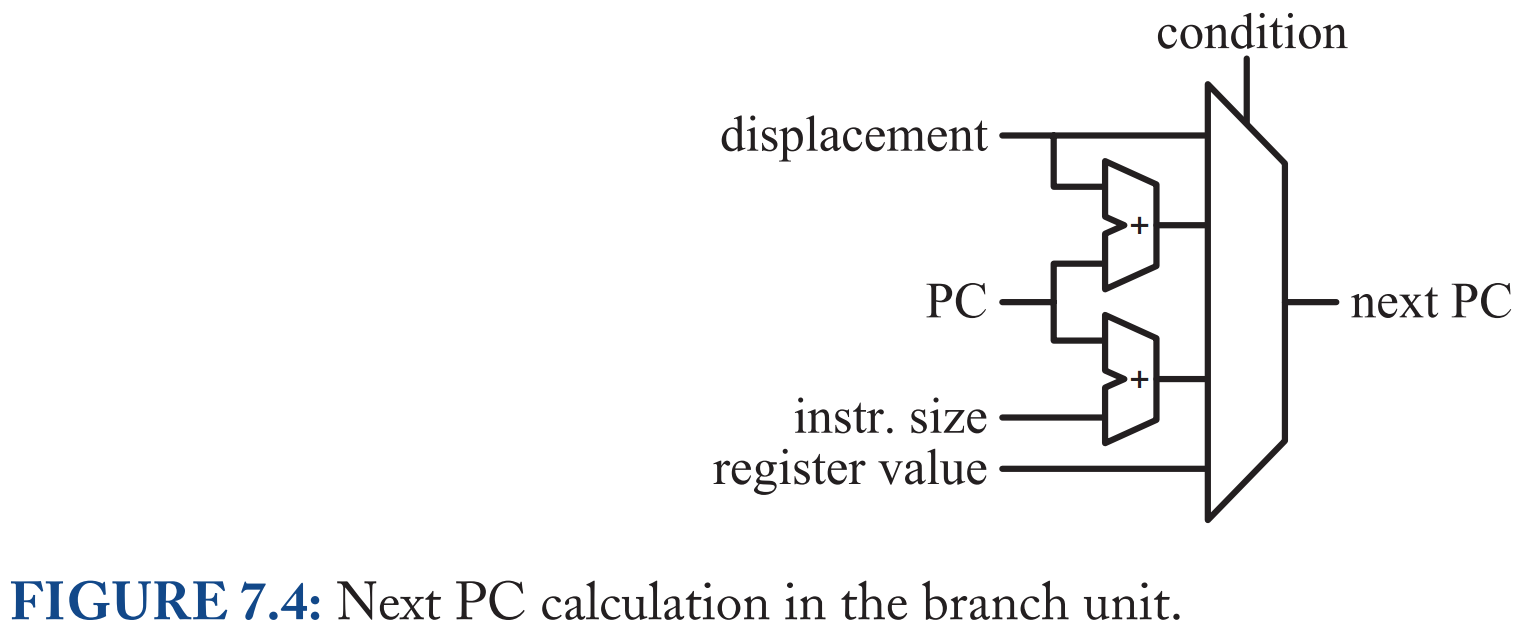 condition
displacement
+
PC
next PC
+
instr. size
register value
FIGURE 7.4: Next PC calculation in the branch unit.